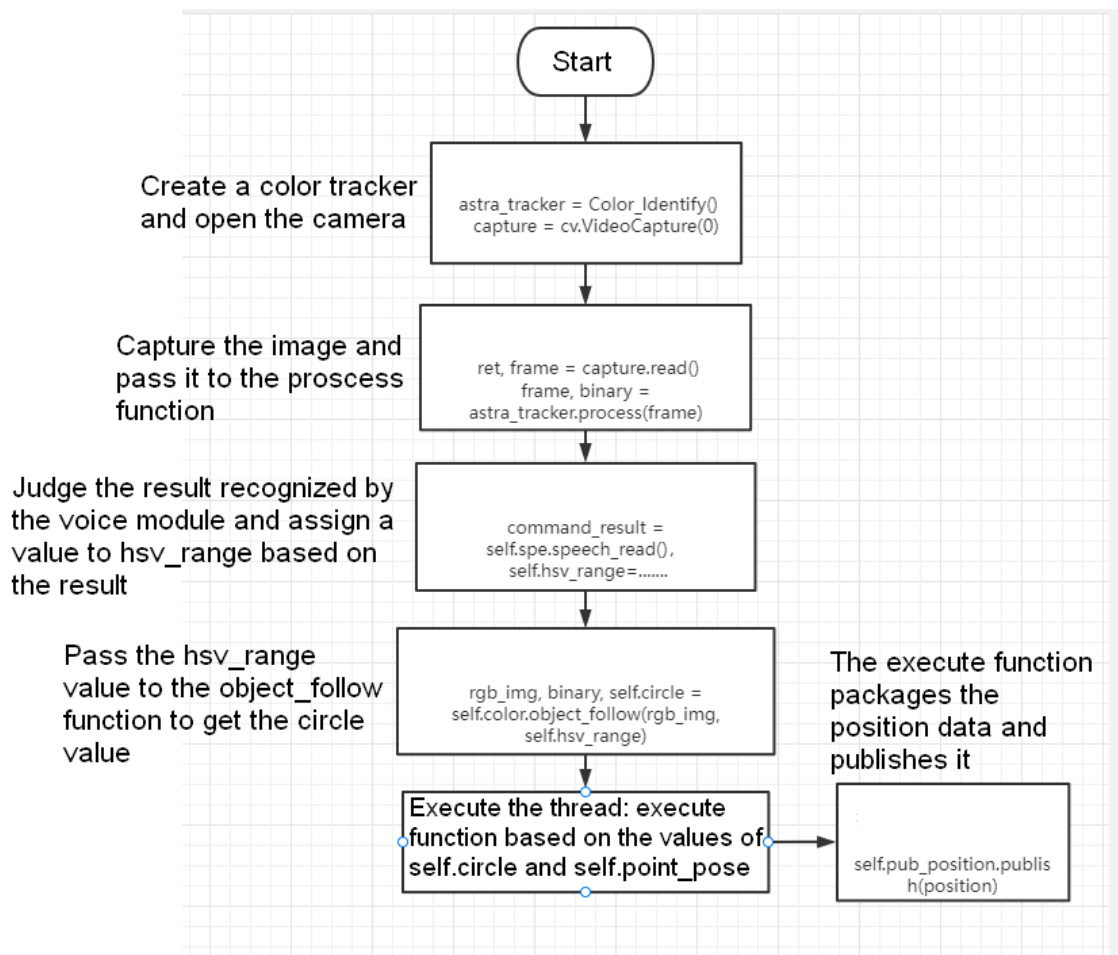 Start
Create a color tracker
and open the camera
astra_tracker = Color_Identify()
capture = cv.VideoCapture(0)
Capture the image and
pass it to the proscess
function
ret, frame = capture.read()
frame, binary =
astra_tracker.process(frame)
Judge the result recognized by
the voice module and assign a
value to hsv_range based on
the result
command_result =
self.spe.speech_read(),
self.hsv_range=.......
Pass the hsv_range
value to the object_follow
function to get the circle
value
rgb_img, binary, self.circle =
self.color.object_follow(rgb_img,
self.hsv_range)
Execute the thread: execute
function based on the values of
self.circle and self.point_pose
The execute function
packages the
position data and
publishes it
self.pub_position.publis
h(position)